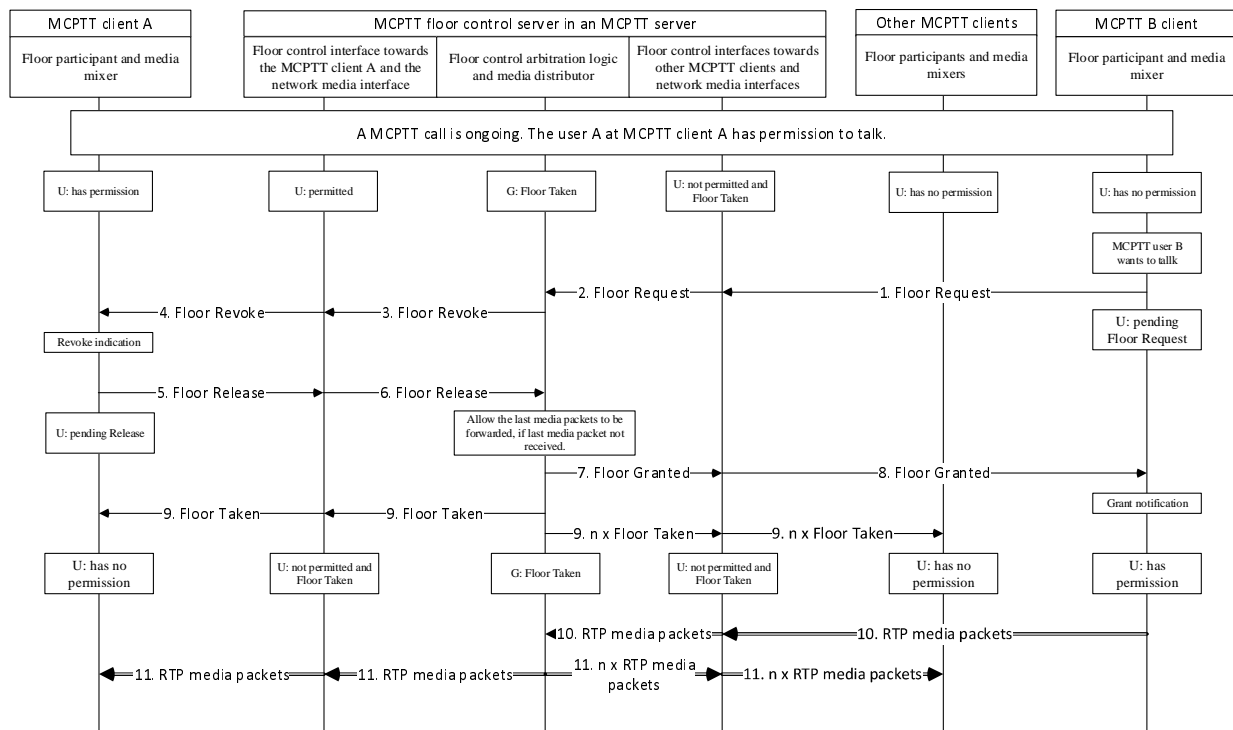 MCPTT client A
MCPTT floor control server in an MCPTT server
Other MCPTT clients
MCPTT B client
Floor participant and media
mixer
Floor control interface towards
the MCPTT client A and the
network media interface
Floor control arbitration logic
and media distributor
Floor control interfaces towards
other MCPTT clients and
network media interfaces
Floor participants and media
mixers
Floor participant and media
mixer
A MCPTT call is ongoing. The user A at MCPTT client A has permission to talk.
U: has permission
U: permitted
G: Floor Taken
U: not permitted and
Floor Taken
U: has no permission
U: has no permission
MCPTT user B
wants to tallk
2. Floor Request
1. Floor Request
4. Floor Revoke
3. Floor Revoke
U: pending
Floor Request
Revoke indication
5. Floor Release
6. Floor Release
U: pending Release
Allow the last media packets to be
forwarded, if last media packet not
received.
7. Floor Granted
8. Floor Granted
Grant notification
9. Floor Taken
9. Floor Taken
9. n x Floor Taken
9. n x Floor Taken
U: has no
permission
U: not permitted and
Floor Taken
G: Floor Taken
U: not permitted and
Floor Taken
U: has no
permission
U: has
permission
10. RTP media packets
10. RTP media packets
11. RTP media packets
11. RTP media packets
11. n x RTP media
packets
11. n x RTP media packets